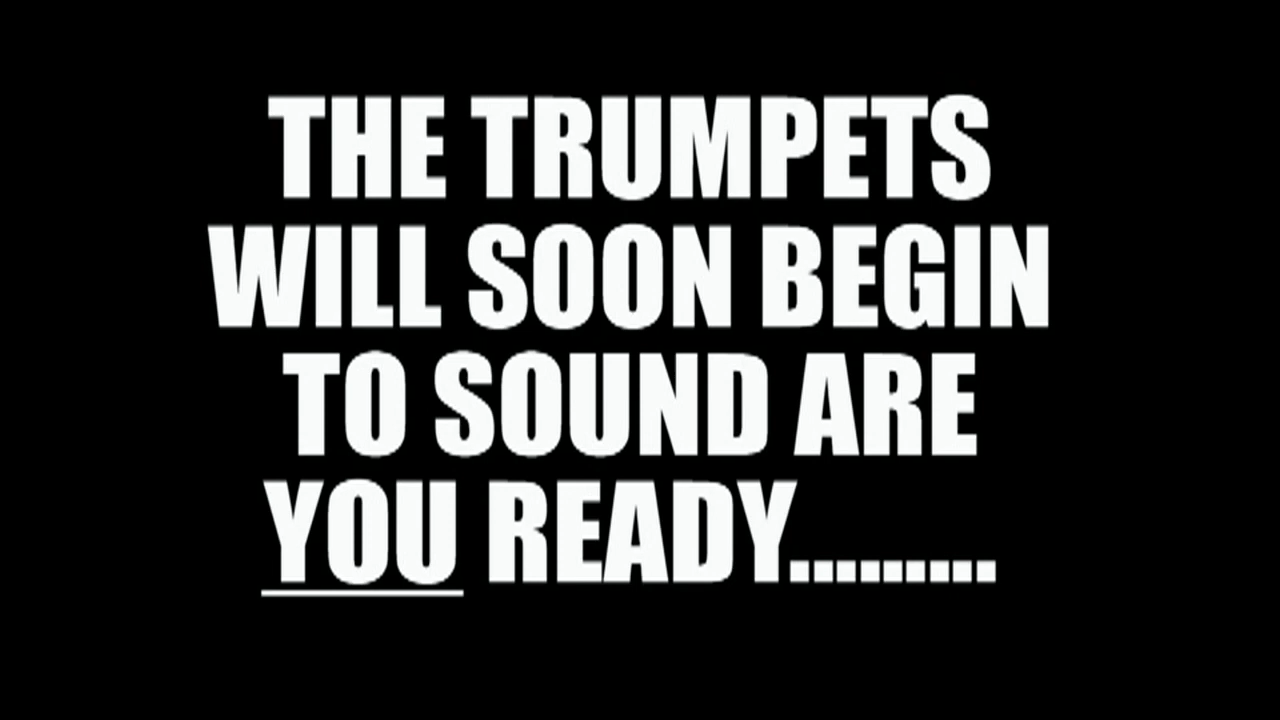 THE TRUMPETS
WILL SOON BEGIN
TO SOUND ARE
YOU READY.........